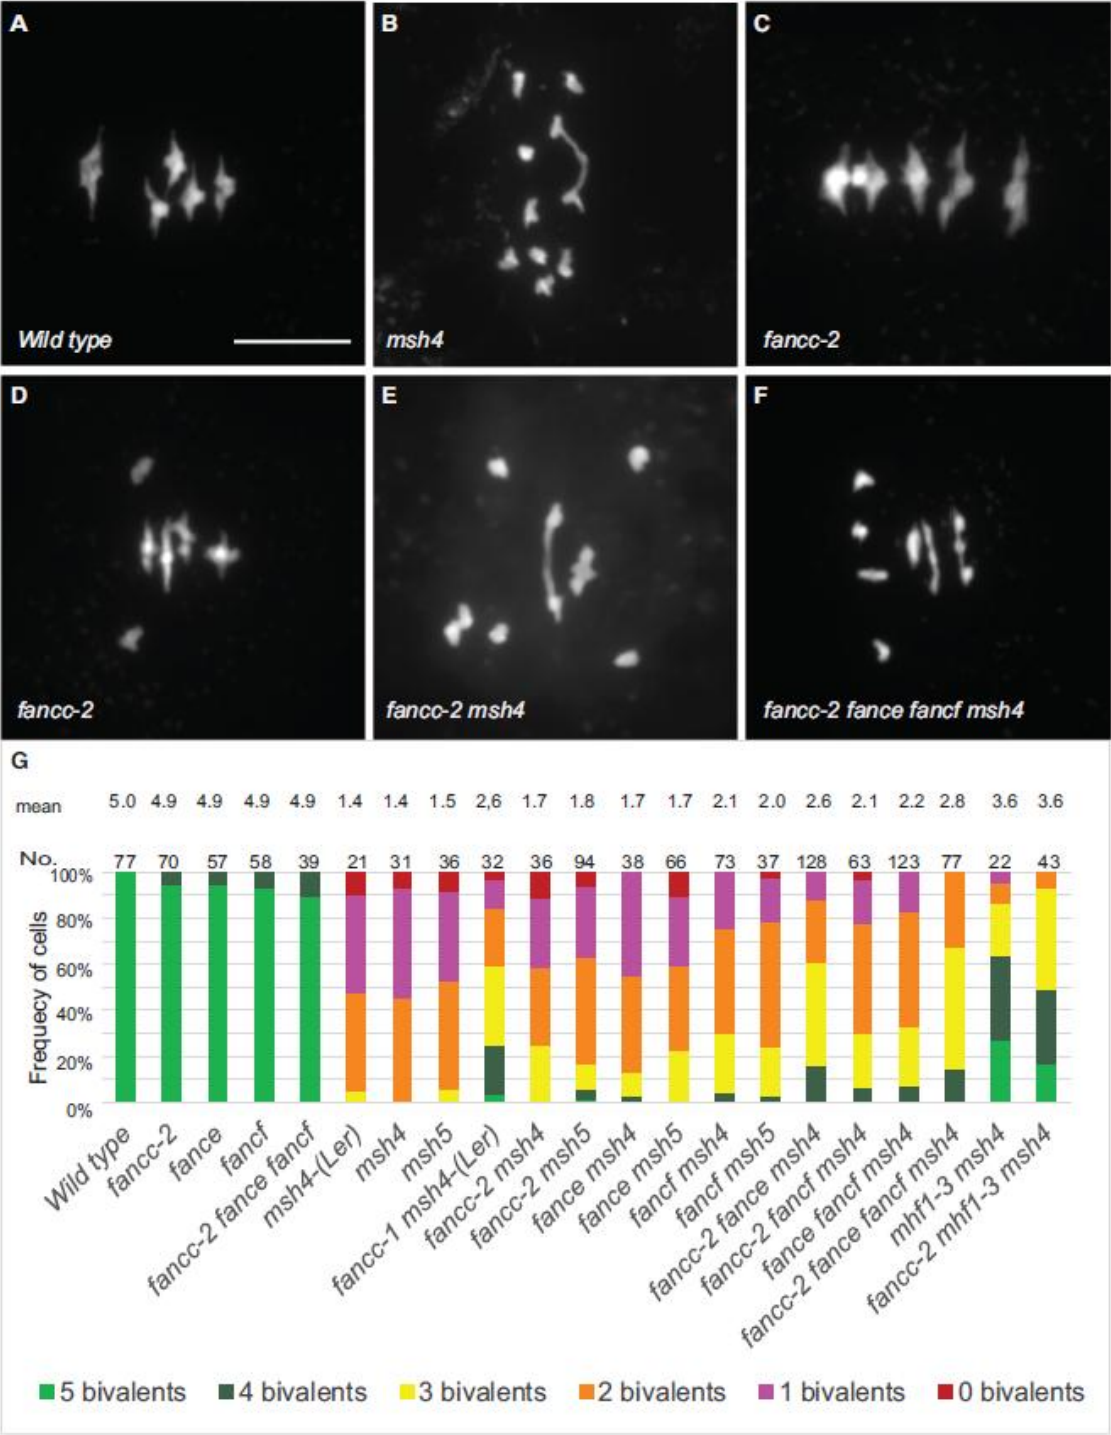 A
B
C
Wild type
msh4
fancc-2
D
E
F
fancc-2
fancc-2 msh4
fancc-2 fance fancf msh4
G
mean 5.0 4.9 4.9 4.9 4.9 1.4 1.4 1.5 2,6 1.7 1.8 1.7 1.7 2.1 2.0 2.6 2.1 2.2 2.8 3.6 3.6
No. 77 70 57 58 39 21 31 36 32 36 94 38 66 73 37 128 63 123 77 22 43
Frequecy of cells
100%
80%
60%
40%
20%
0%
Wild type
fancc-2
fance
fancf
fancc-2 fance fancf
msh4-(Ler)
msh4
msh5
fancc-1 msh4-(Ler)
fancc-2 msh4
fancc-2 msh5
fance msh4
fance msh5
fancf msh4
fancf msh5
fancc-2 fance msh4
fancc-2 fancf msh4
fance fancf msh4
fancc-2 fance fancf msh4
mhf1-3 msh4
fancc-2 mhf1-3 msh4
5 bivalents 4 bivalents 3 bivalents 2 bivalents 1 bivalents 0 bivalents